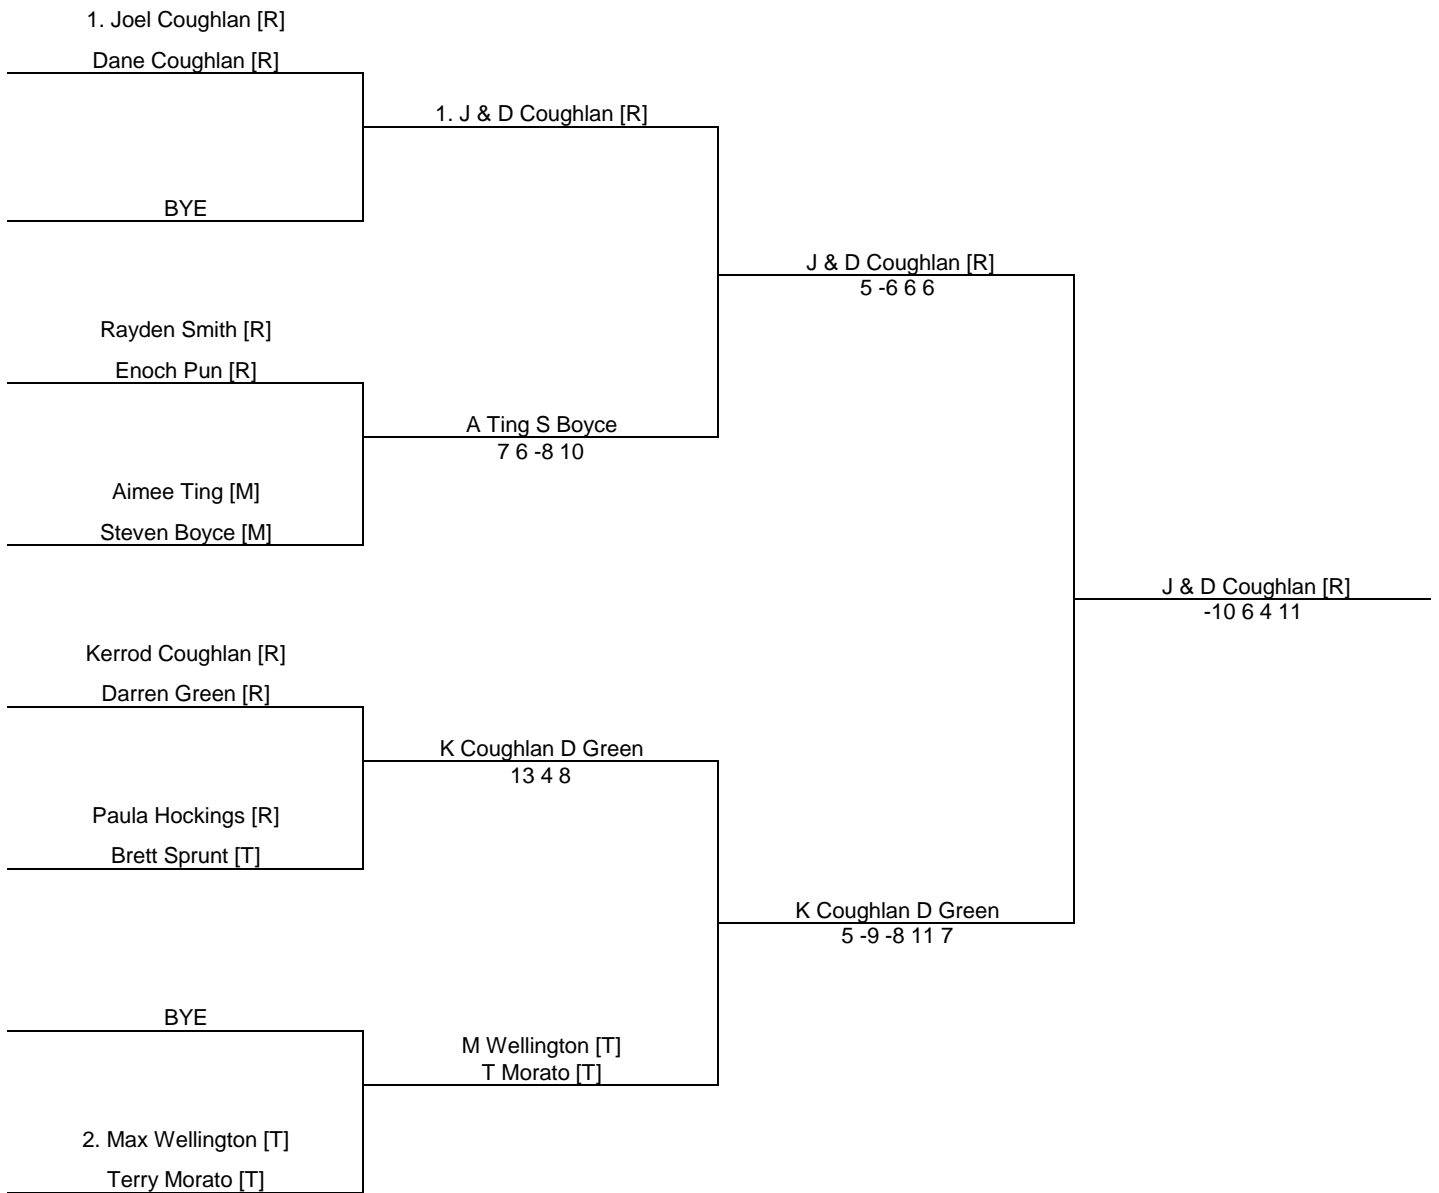 1. Joel Coughlan [R]
Dane Coughlan [R]
1. J & D Coughlan [R]
BYE
J & D Coughlan [R]
5 -6 6 6
Rayden Smith [R]
Enoch Pun [R]
A Ting S Boyce
7 6 -8 10
Aimee Ting [M]
Steven Boyce [M]
J & D Coughlan [R]
-10 6 4 11
Kerrod Coughlan [R]
Darren Green [R]
K Coughlan D Green
13 4 8
Paula Hockings [R]
Brett Sprunt [T]
K Coughlan D Green
5 -9 -8 11 7
BYE
M Wellington [T]
T Morato [T]
2. Max Wellington [T]
Terry Morato [T]